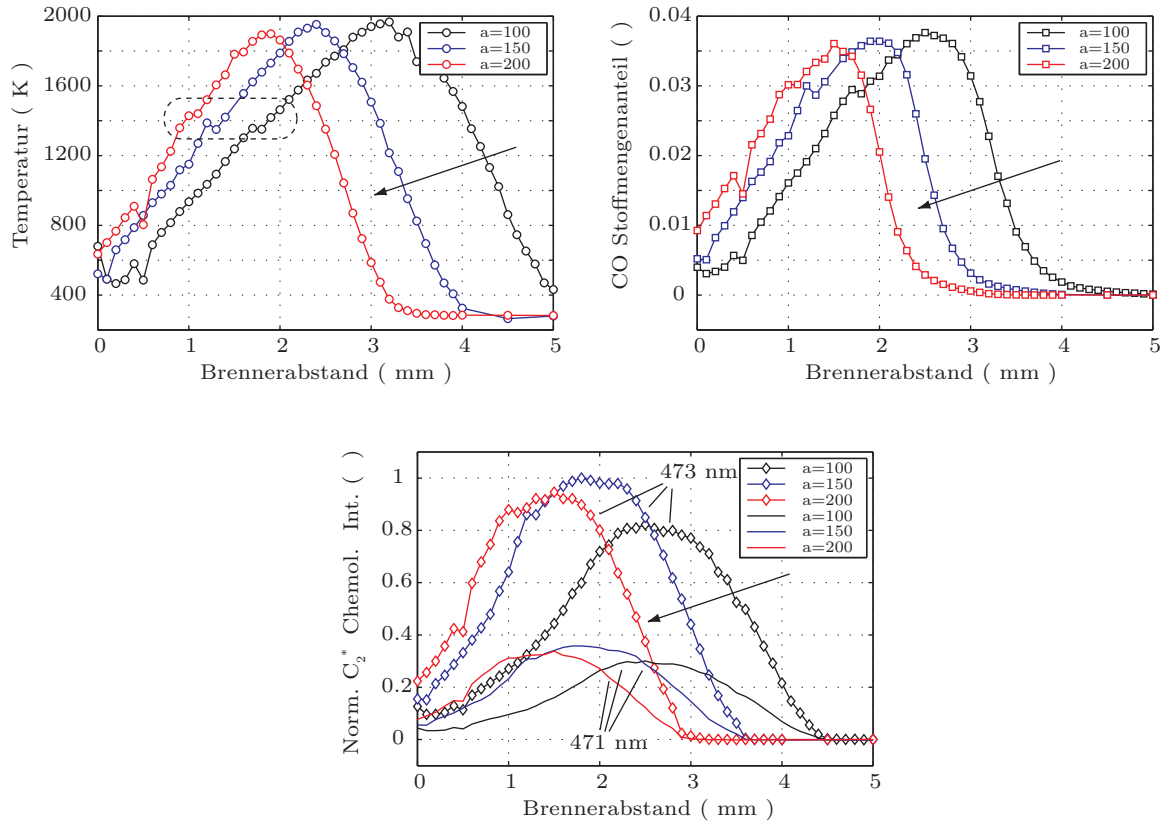 2000
1600
1200
800
400
Temperatur ( K )
a=100
a=150
a=200
0 1 2 3 4 5
Brennerabstand ( mm )
0.04
0.03
0.02
0.01
0
CO Stoffmengenanteil ( )
a=100
a=150
a=200
0 1 2 3 4 5
Brennerabstand ( mm )
1
0.8
0.6
0.4
0.2
0
Norm. C₂* Chemol. Int. ( )
473 nm
a=100
a=150
a=200
a=100
a=150
a=200
471 nm
0 1 2 3 4 5
Brennerabstand ( mm )